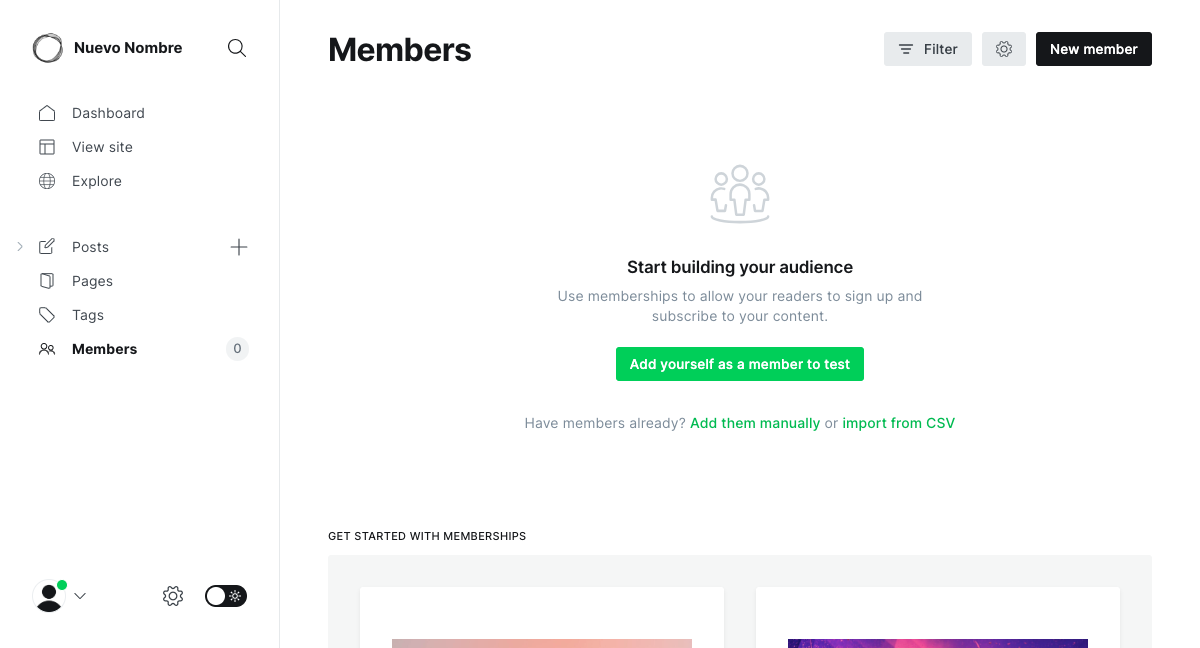 Nuevo Nombre
Dashboard
View site
Explore
Posts
Pages
Tags
Members
0
Members
Filter
New member
Start building your audience
Use memberships to allow your readers to sign up and
subscribe to your content.
Add yourself as a member to test
Have members already? Add them manually or import from CSV
GET STARTED WITH MEMBERSHIPS